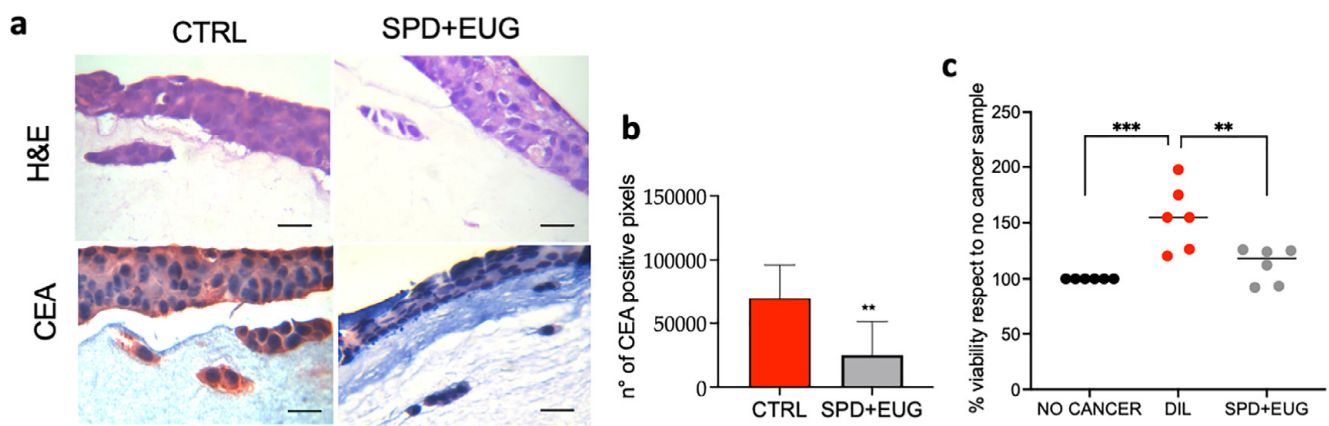 a
CTRL
SPD+EUG
H&E
CEA
b
n° of CEA positive pixels
150000
100000
50000
0
**
CTRL
SPD+EUG
c
% viability respect to no cancer sample
250
200
150
100
50
0
***
**
NO CANCER
DIL
SPD+EUG